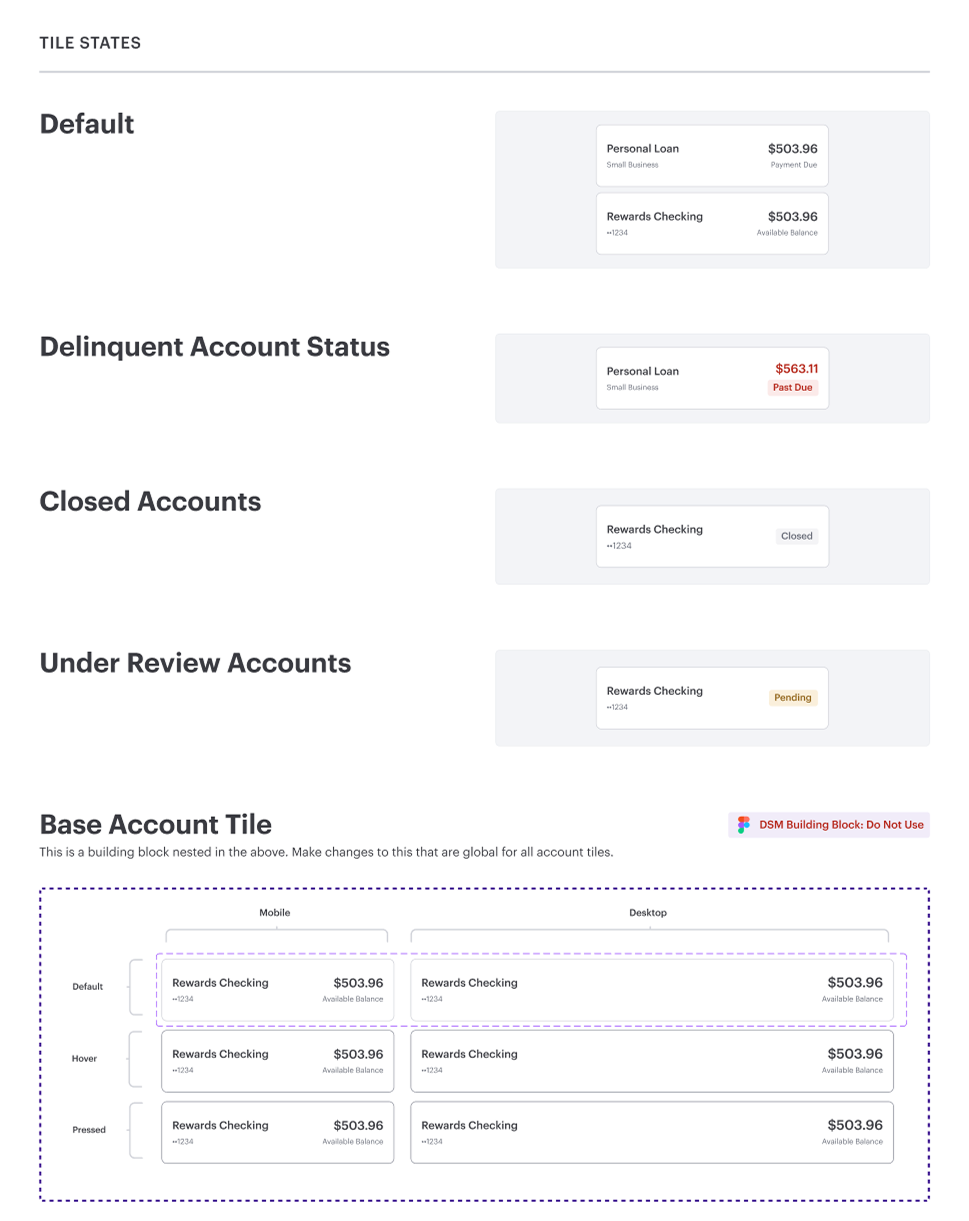 TILE STATES
Default
Personal Loan
$503.96
Small Business
Payment Due
Rewards Checking
$503.96
••1234
Available Balance
Delinquent Account Status
Personal Loan
$563.11
Small Business
Past Due
Closed Accounts
Rewards Checking
••1234
Closed
Under Review Accounts
Rewards Checking
••1234
Pending
Base Account Tile
DSM Building Block: Do Not Use
This is a building block nested in the above. Make changes to this that are global for all account tiles.
Mobile
Desktop
Default
Rewards Checking
$503.96
••1234
Available Balance
Rewards Checking
$503.96
••1234
Available Balance
Hover
Rewards Checking
$503.96
••1234
Available Balance
Rewards Checking
$503.96
••1234
Available Balance
Pressed
Rewards Checking
$503.96
••1234
Available Balance
Rewards Checking
$503.96
••1234
Available Balance